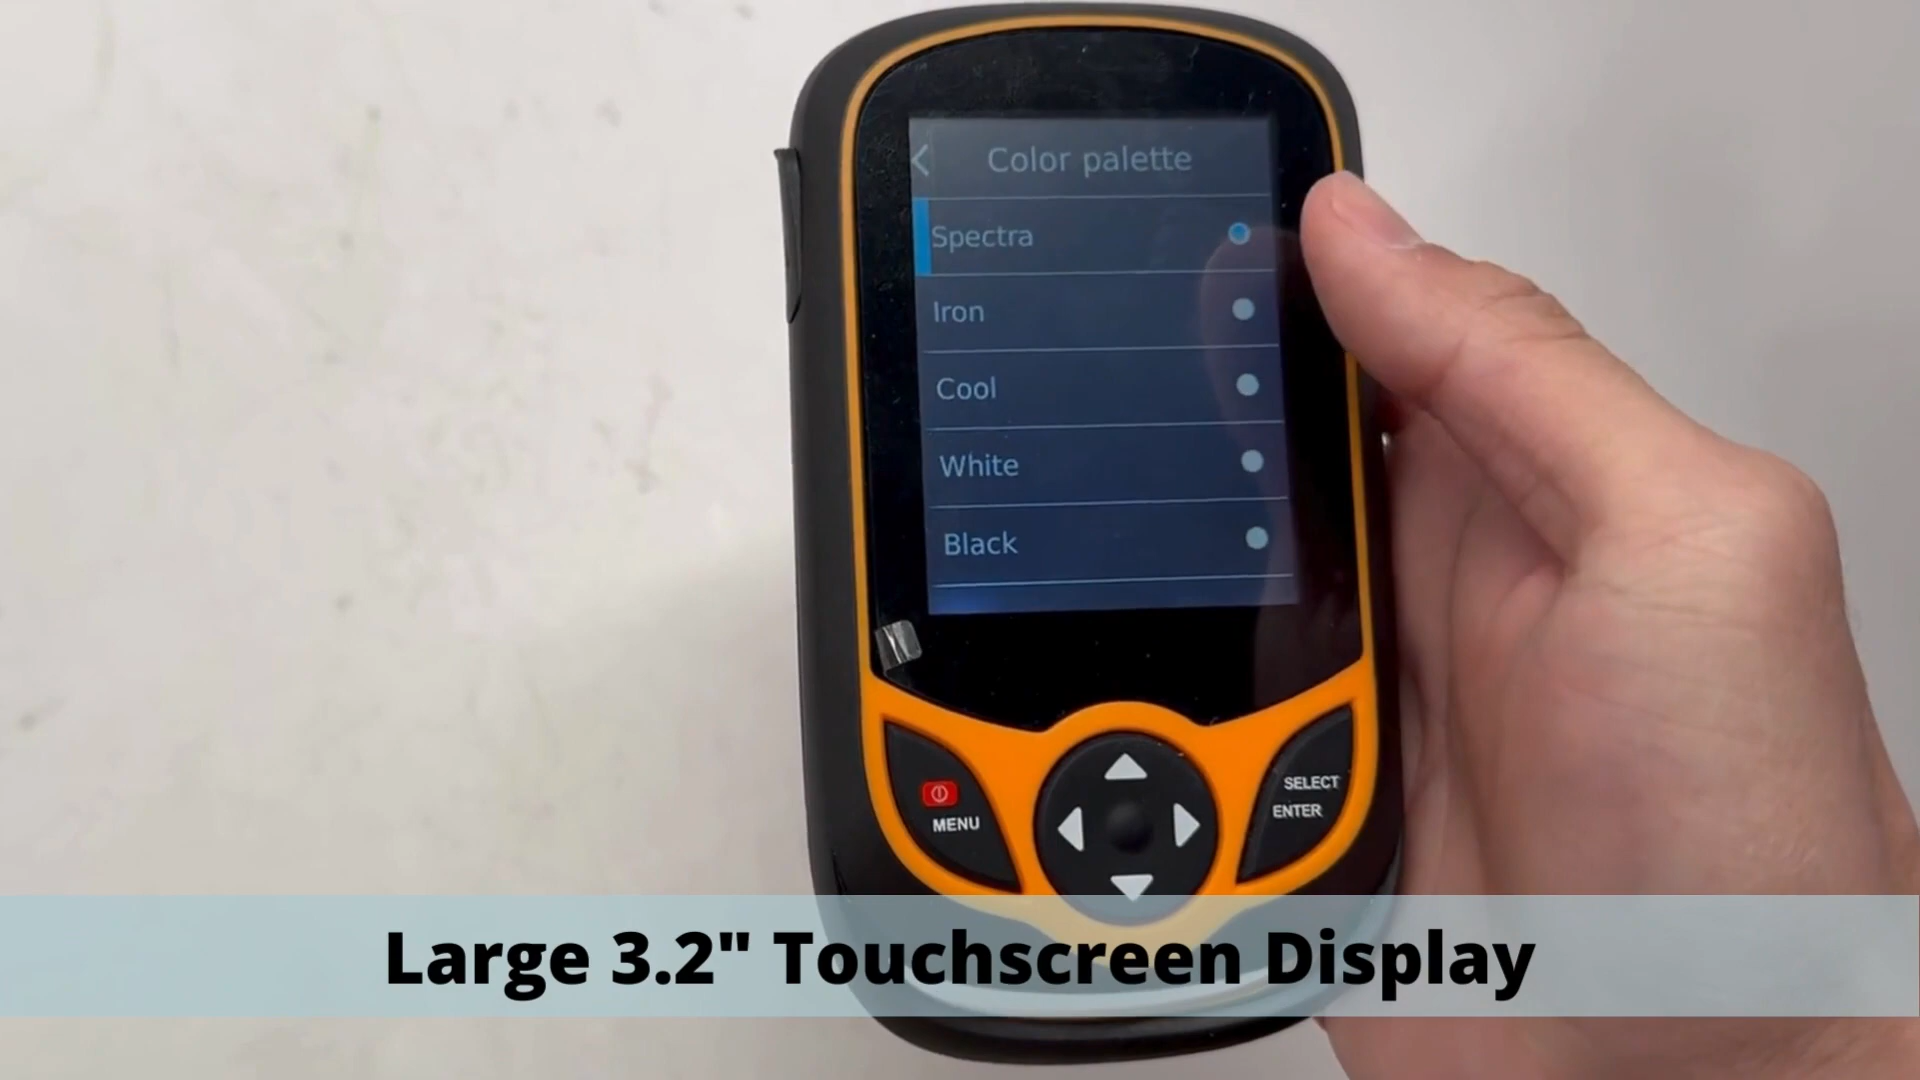 Color palette
Spectra
Iron
Cool
White
Black
MENU
SELECT
ENTER
Large 3.2" Touchscreen Display